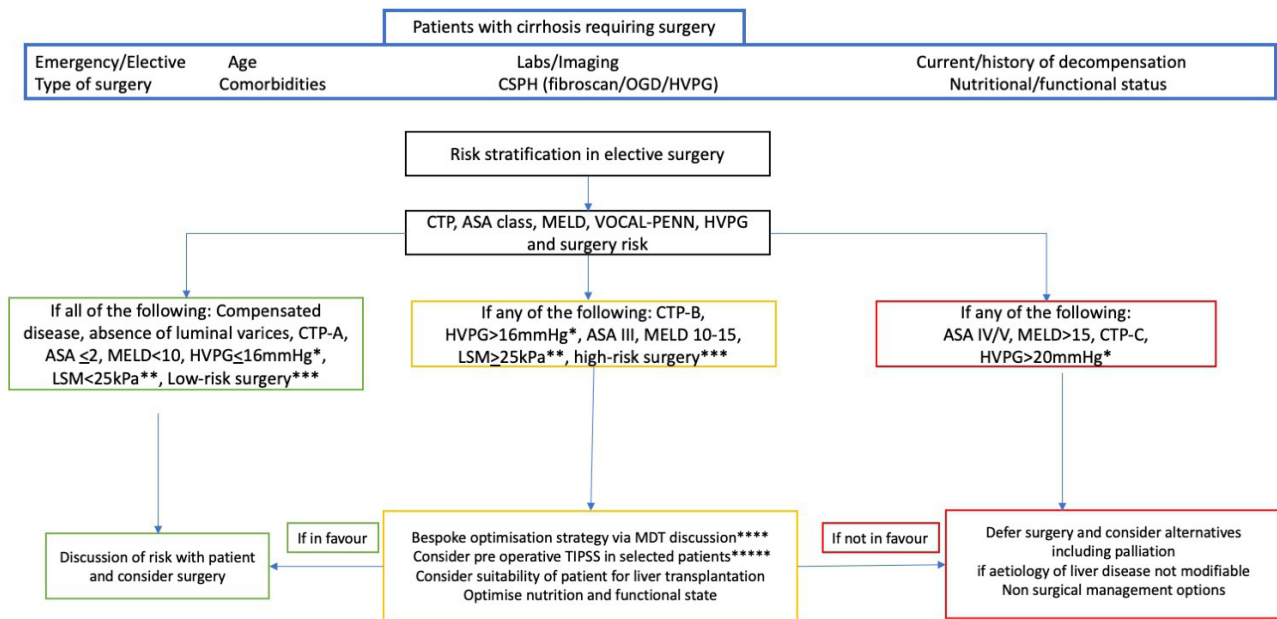 Patients with cirrhosis requiring surgery
Emergency/Elective Age Labs/Imaging Current/history of decompensation
Type of surgery Comorbidities CSPH (fibroscan/OGD/HVPG) Nutritional/functional status
Risk stratification in elective surgery
CTP, ASA class, MELD, VOCAL-PENN, HVPG
and surgery risk
If all of the following: Compensated
disease, absence of luminal varices, CTP-A,
ASA ≤2, MELD<10, HVPG≤16mmHg*,
LSM<25kPa**, Low-risk surgery***
If any of the following: CTP-B,
HVPG>16mmHg*, ASA III, MELD 10-15,
LSM≥25kPa**, high-risk surgery***
If any of the following:
ASA IV/V, MELD>15, CTP-C,
HVPG>20mmHg*
Discussion of risk with patient
and consider surgery
If in favour
Bespoke optimisation strategy via MDT discussion****
Consider pre operative TIPSS in selected patients*****
Consider suitability of patient for liver transplantation
Optimise nutrition and functional state
If not in favour
Defer surgery and consider alternatives
including palliation
if aetiology of liver disease not modifiable
Non surgical management options